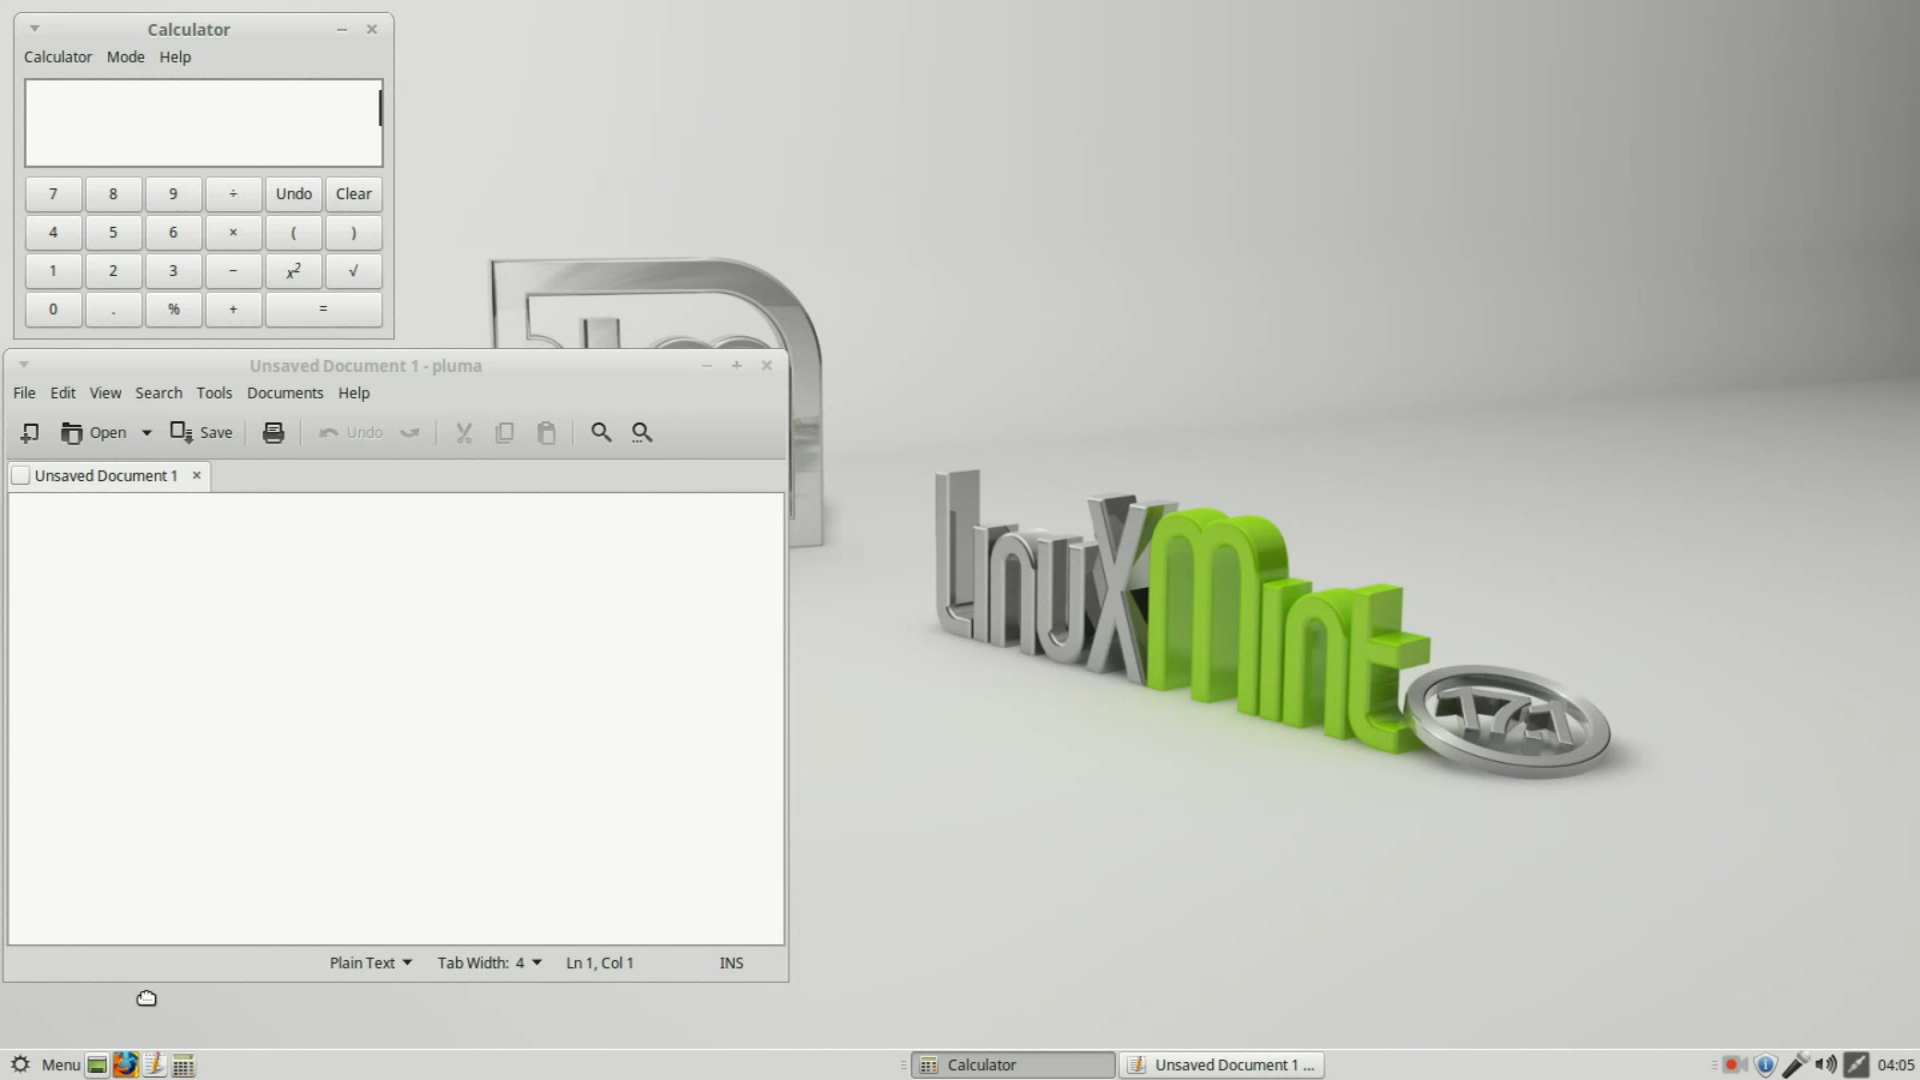 Calculator
Calculator Mode Help
7 8 9 ÷ Undo Clear
4 5 6 × ( )
1 2 3 − x² √
0 . % + =
Unsaved Document 1 - pluma
File Edit View Search Tools Documents Help
Open Save Undo
Unsaved Document 1
Plain Text Tab Width: 4 Ln 1, Col 1 INS
LinuxMint
17.1
Menu Calculator Unsaved Document 1 ... 04:05